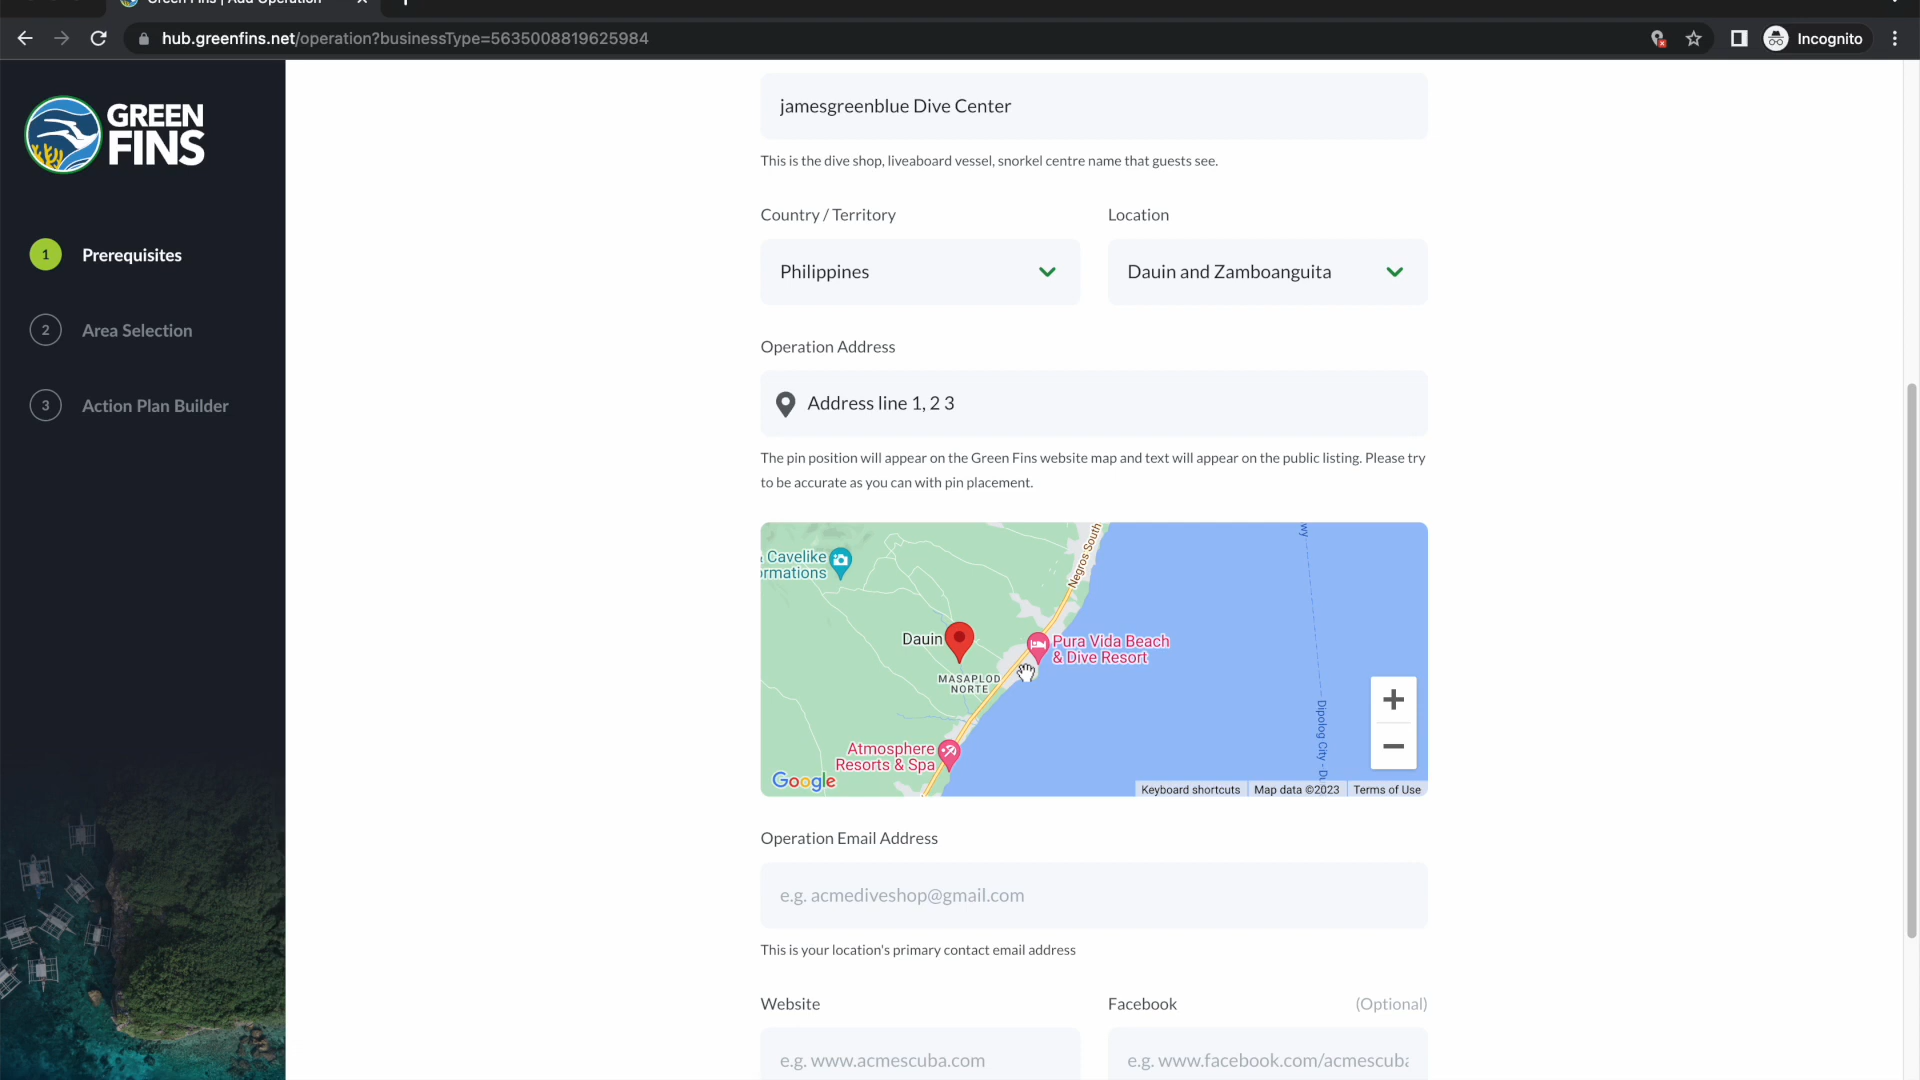 hub.greenfins.net/operation?businessType=5635008819625984
Incognito
GREEN
FINS
1 Prerequisites
2 Area Selection
3 Action Plan Builder
jamesgreenblue Dive Center
This is the dive shop, liveaboard vessel, snorkel centre name that guests see.
Country / Territory
Location
Philippines
Dauin and Zamboanguita
Operation Address
Address line 1, 2 3
The pin position will appear on the Green Fins website map and text will appear on the public listing. Please try
to be accurate as you can with pin placement.
Cavelike
ormations
Negros South
wy
Dauin
Pura Vida Beach
& Dive Resort
MASAPLOD
NORTE
Atmosphere
Resorts & Spa
Dipolog City - Du
Google
Keyboard shortcuts
Map data ©2023
Terms of Use
Operation Email Address
e.g. acmediveshop@gmail.com
This is your location's primary contact email address
Website
Facebook (Optional)
e.g. www.acmescuba.com
e.g. www.facebook.com/acmescuba